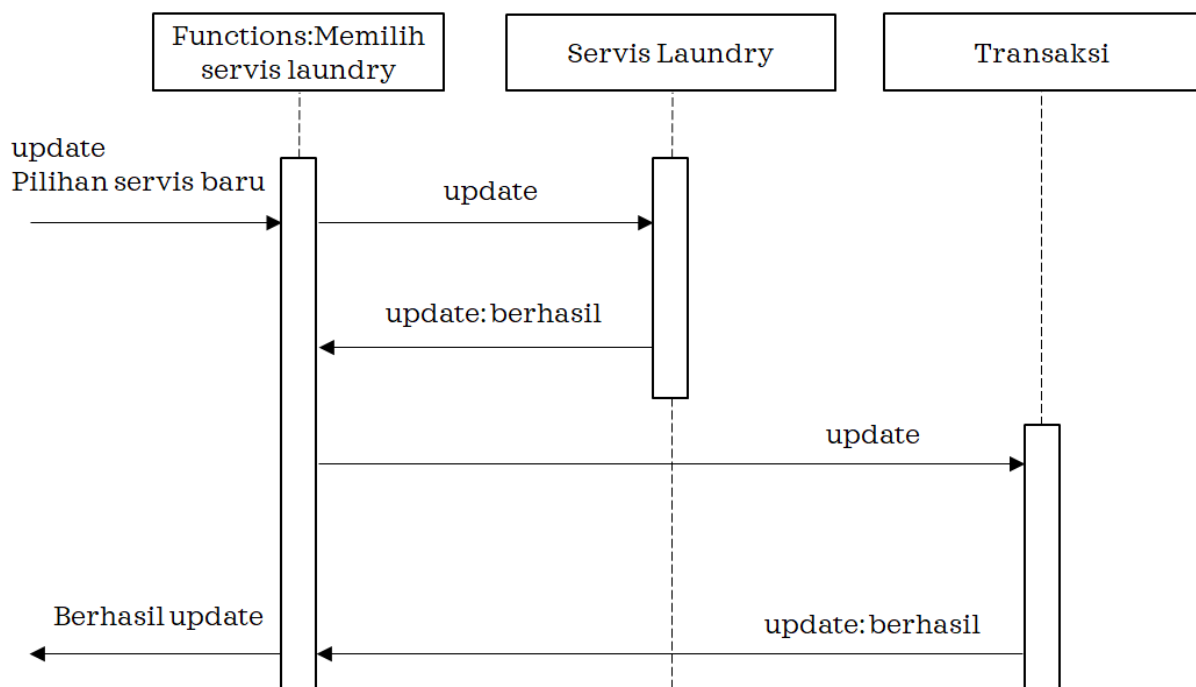 Functions:Memilih
servis laundry
Servis Laundry
Transaksi
update
Pilihan servis baru
update
update:berhasil
update
Berhasil update
update:berhasil